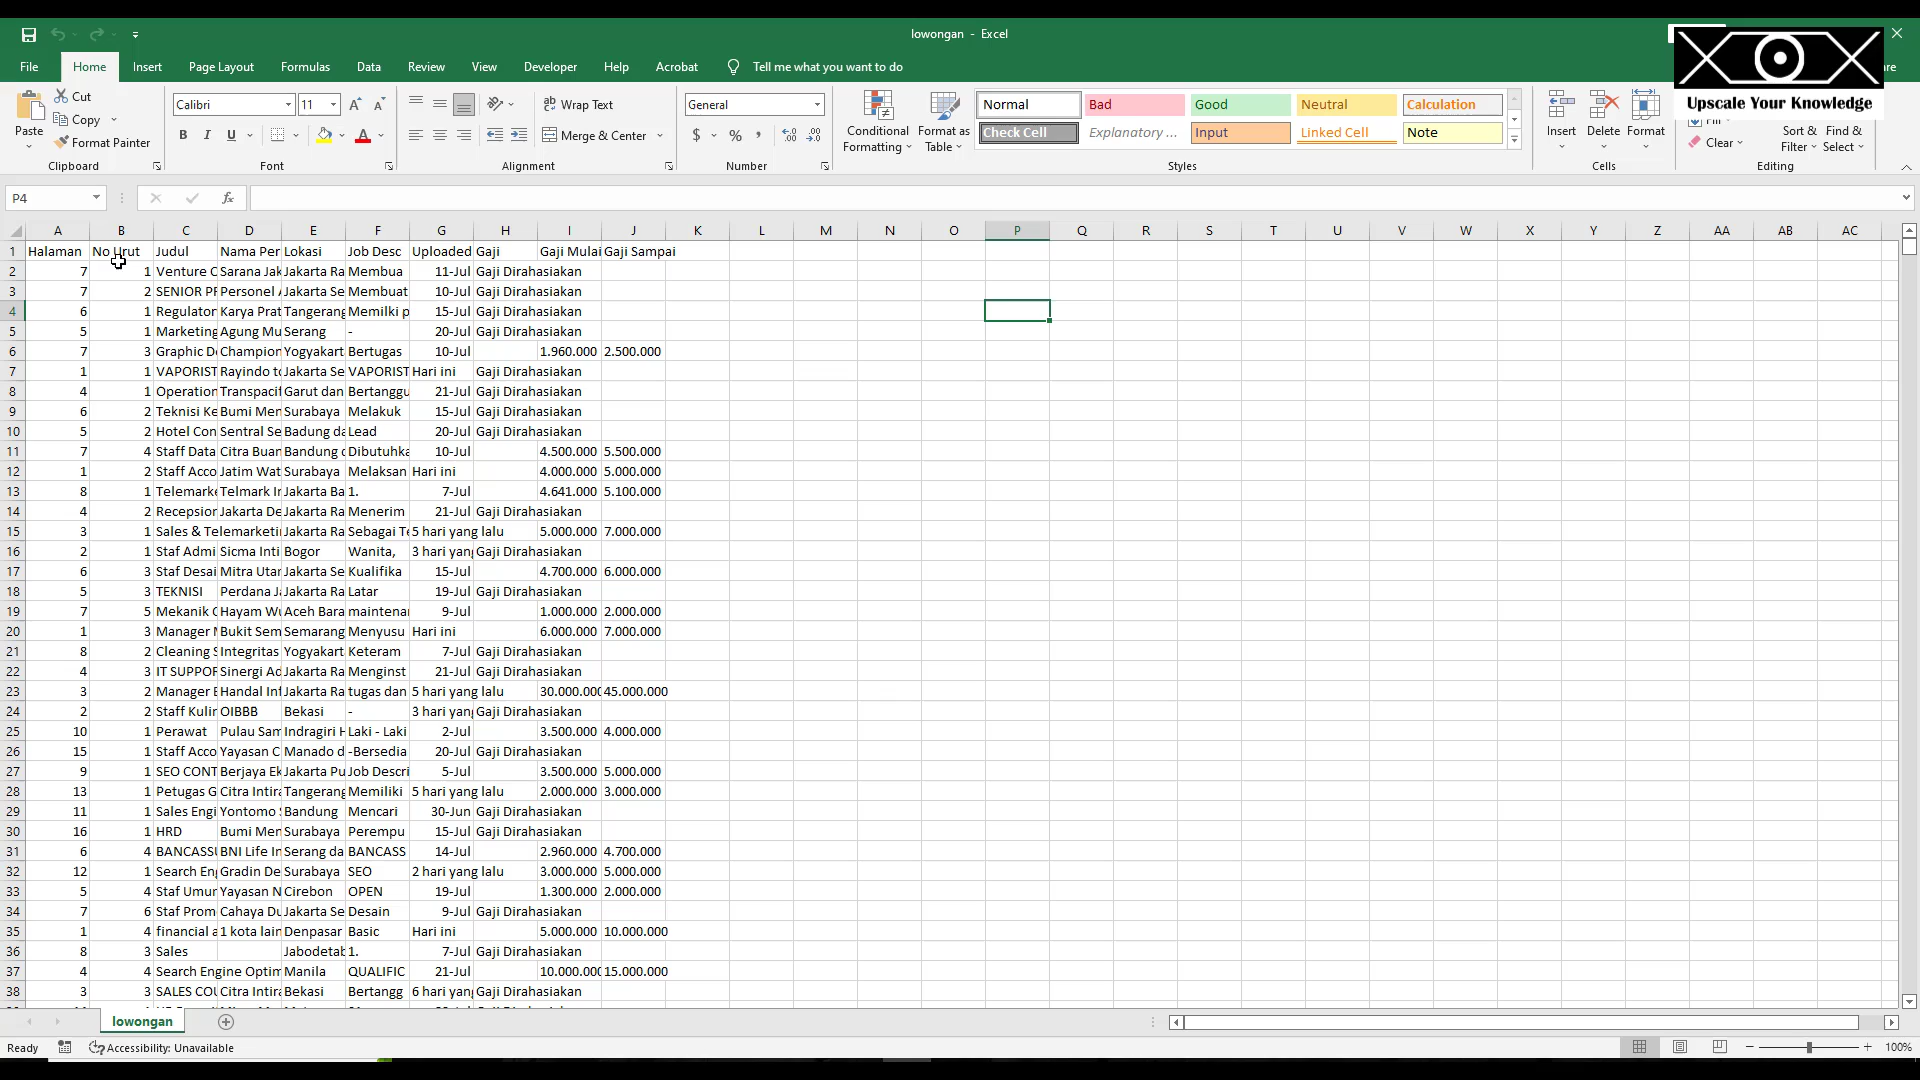 lowongan - Excel
File Home Insert Page Layout Formulas Data Review View Developer Help Acrobat Tell me what you want to do
Upscale Your Knowledge
Paste Cut Copy Format Painter Clipboard
Calibri 11 B I U Font
Wrap Text Merge & Center Alignment
General $ % , Number
Conditional Formatting Format as Table
Normal Bad Good Neutral Calculation
Check Cell Explanatory ... Input Linked Cell Note
Styles
Insert Delete Format Cells
Clear Sort & Filter Find & Select Editing
P4 fx
A B C D E F G H I J K L M N O P Q R S T U V W X Y Z AA AB AC
1 Halaman No Urut Judul Nama Per Lokasi Job Desc Uploaded Gaji Gaji Mulai Gaji Sampai
2 7 1 Venture C Sarana Jak Jakarta Ra Membua 11-Jul Gaji Dirahasiakan
3 7 2 SENIOR PR Personel A Jakarta Se Membuat 10-Jul Gaji Dirahasiakan
4 6 1 Regulator Karya Prat Tangerang Memilki p 15-Jul Gaji Dirahasiakan
5 5 1 Marketing Agung Mu Serang - 20-Jul Gaji Dirahasiakan
6 7 3 Graphic De Champion Yogyakart Bertugas 10-Jul 1.960.000 2.500.000
7 1 1 VAPORIST Rayindo to Jakarta Se VAPORIST Hari ini Gaji Dirahasiakan
8 4 1 Operation Transpacif Garut dan Bertanggu 21-Jul Gaji Dirahasiakan
9 6 2 Teknisi Ke Bumi Men Surabaya Melakuk 15-Jul Gaji Dirahasiakan
10 5 2 Hotel Con Sentral Se Badung da Lead 20-Jul Gaji Dirahasiakan
11 7 4 Staff Data Citra Buan Bandung d Dibutuhka 10-Jul 4.500.000 5.500.000
12 1 2 Staff Acco Jatim Wat Surabaya Melaksan Hari ini 4.000.000 5.000.000
13 8 1 Telemarke Telmark In Jakarta Ba 1. 7-Jul 4.641.000 5.100.000
14 4 2 Recepsion Jakarta De Jakarta Ra Menerim 21-Jul Gaji Dirahasiakan
15 3 1 Sales & Telemarketi Jakarta Ra Sebagai Te 5 hari yang lalu 5.000.000 7.000.000
16 2 1 Staf Admi Sicma Inti Bogor Wanita, 3 hari yang Gaji Dirahasiakan
17 6 3 Staf Desai Mitra Utar Jakarta Se Kualifika 15-Jul 4.700.000 6.000.000
18 5 3 TEKNISI Perdana Ja Jakarta Ra Latar 19-Jul Gaji Dirahasiakan
19 7 5 Mekanik C Hayam Wu Aceh Bara maintenar 9-Jul 1.000.000 2.000.000
20 1 3 Manager M Bukit Sem Semarang Menyusu Hari ini 6.000.000 7.000.000
21 8 2 Cleaning S Integritas Yogyakart Keteram 7-Jul Gaji Dirahasiakan
22 4 3 IT SUPPOR Sinergi Ad Jakarta Ra Menginst 21-Jul Gaji Dirahasiakan
23 3 2 Manager E Handal Int Jakarta Ra tugas dan 5 hari yang lalu 30.000.000 45.000.000
24 2 2 Staff Kulir OIBBB Bekasi - 3 hari yang Gaji Dirahasiakan
25 10 1 Perawat Pulau Sam Indragiri H Laki - Laki 2-Jul 3.500.000 4.000.000
26 15 1 Staff Acco Yayasan C Manado d -Bersedia 20-Jul Gaji Dirahasiakan
27 9 1 SEO CONT Berjaya Ek Jakarta Pu Job Descri 5-Jul 3.500.000 5.000.000
28 13 1 Petugas G Citra Intira Tangerang Memiliki 5 hari yang lalu 2.000.000 3.000.000
29 11 1 Sales Engi Yontomo S Bandung Mencari 30-Jun Gaji Dirahasiakan
30 16 1 HRD Bumi Men Surabaya Perempu 15-Jul Gaji Dirahasiakan
31 6 4 BANCASSU BNI Life In Serang da BANCASS 14-Jul 2.960.000 4.700.000
32 12 1 Search Eng Gradin De Surabaya SEO 2 hari yang lalu 3.000.000 5.000.000
33 5 4 Staf Umur Yayasan N Cirebon OPEN 19-Jul 1.300.000 2.000.000
34 7 6 Staf Prom Cahaya Du Jakarta Se Desain 9-Jul Gaji Dirahasiakan
35 1 4 financial a 1 kota lain Denpasar Basic Hari ini 5.000.000 10.000.000
36 8 3 Sales Jabodetab 1. 7-Jul Gaji Dirahasiakan
37 4 4 Search Engine Optim Manila QUALIFIC 21-Jul 10.000.000 15.000.000
38 3 3 SALES COU Citra Intira Bekasi Bertangg 6 hari yang Gaji Dirahasiakan
lowongan
Ready Accessibility: Unavailable 100%